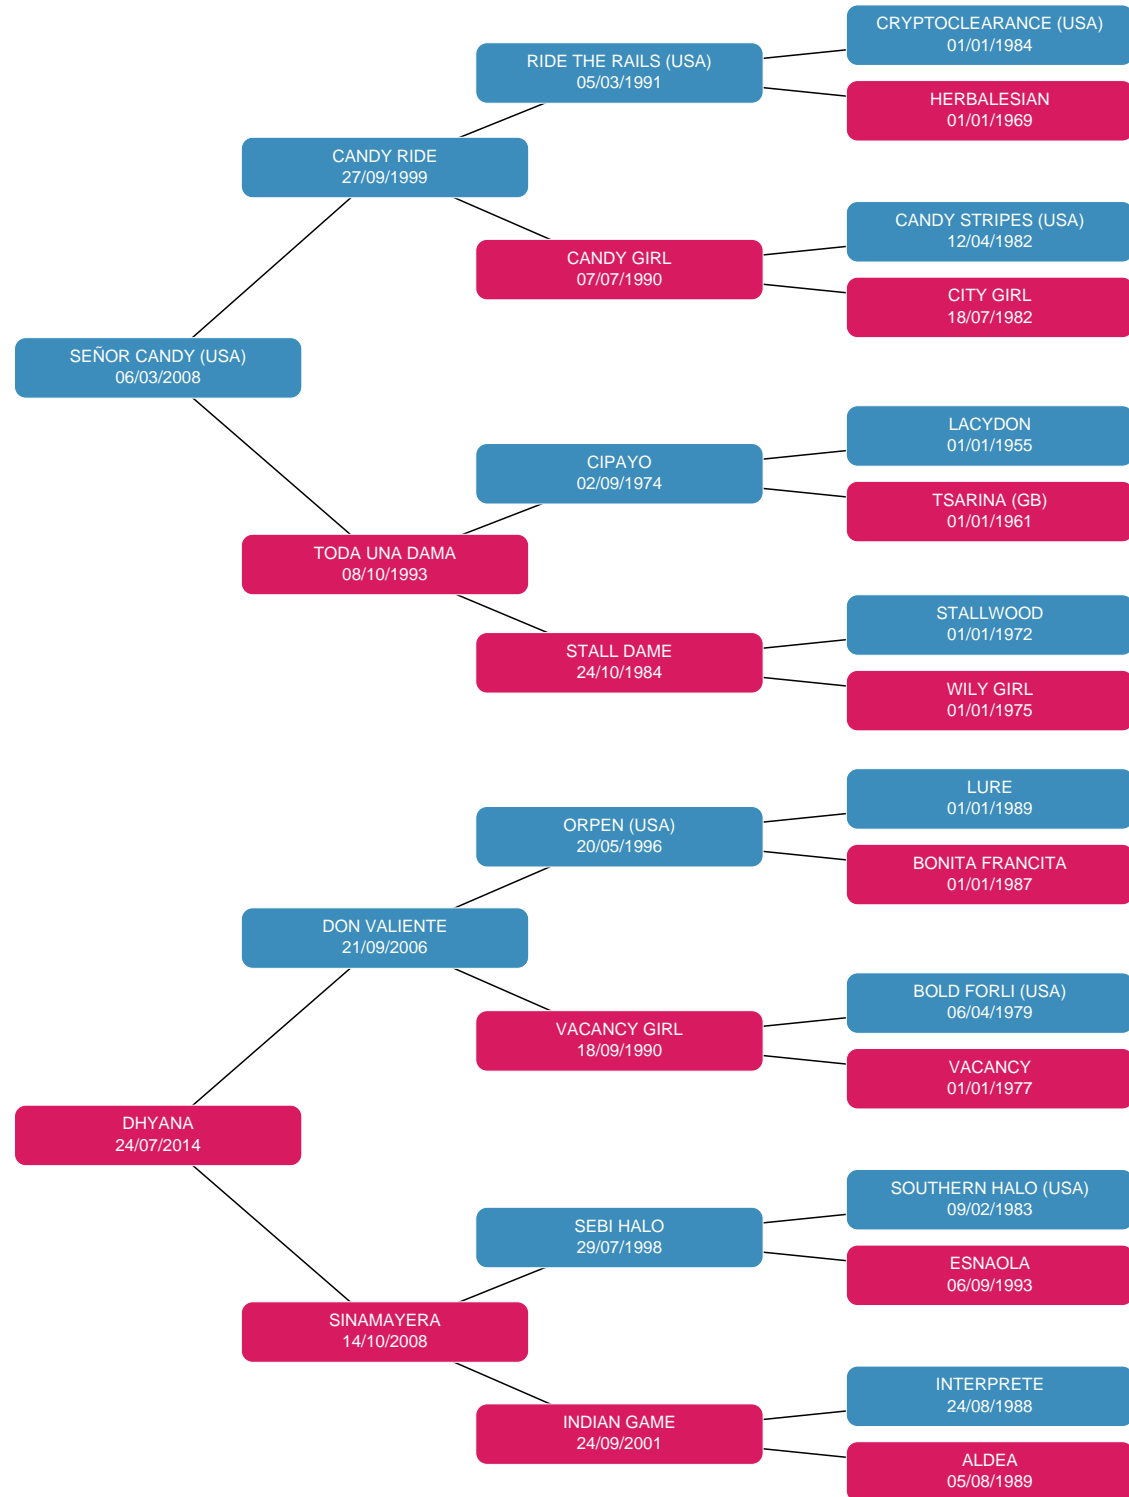 CRYPTOCLEARANCE (USA)
01/01/1984
RIDE THE RAILS (USA)
05/03/1991
HERBALESIAN
01/01/1969
CANDY RIDE
27/09/1999
CANDY STRIPES (USA)
12/04/1982
CANDY GIRL
07/07/1990
CITY GIRL
18/07/1982
SEÑOR CANDY (USA)
06/03/2008
LACYDON
01/01/1955
CIPAYO
02/09/1974
TSARINA (GB)
01/01/1961
TODA UNA DAMA
08/10/1993
STALLWOOD
01/01/1972
STALL DAME
24/10/1984
WILY GIRL
01/01/1975
LURE
01/01/1989
ORPEN (USA)
20/05/1996
BONITA FRANCITA
01/01/1987
DON VALIENTE
21/09/2006
BOLD FORLI (USA)
06/04/1979
VACANCY GIRL
18/09/1990
VACANCY
01/01/1977
DHYANA
24/07/2014
SOUTHERN HALO (USA)
09/02/1983
SEBI HALO
29/07/1998
ESNAOLA
06/09/1993
SINAMAYERA
14/10/2008
INTERPRETE
24/08/1988
INDIAN GAME
24/09/2001
ALDEA
05/08/1989